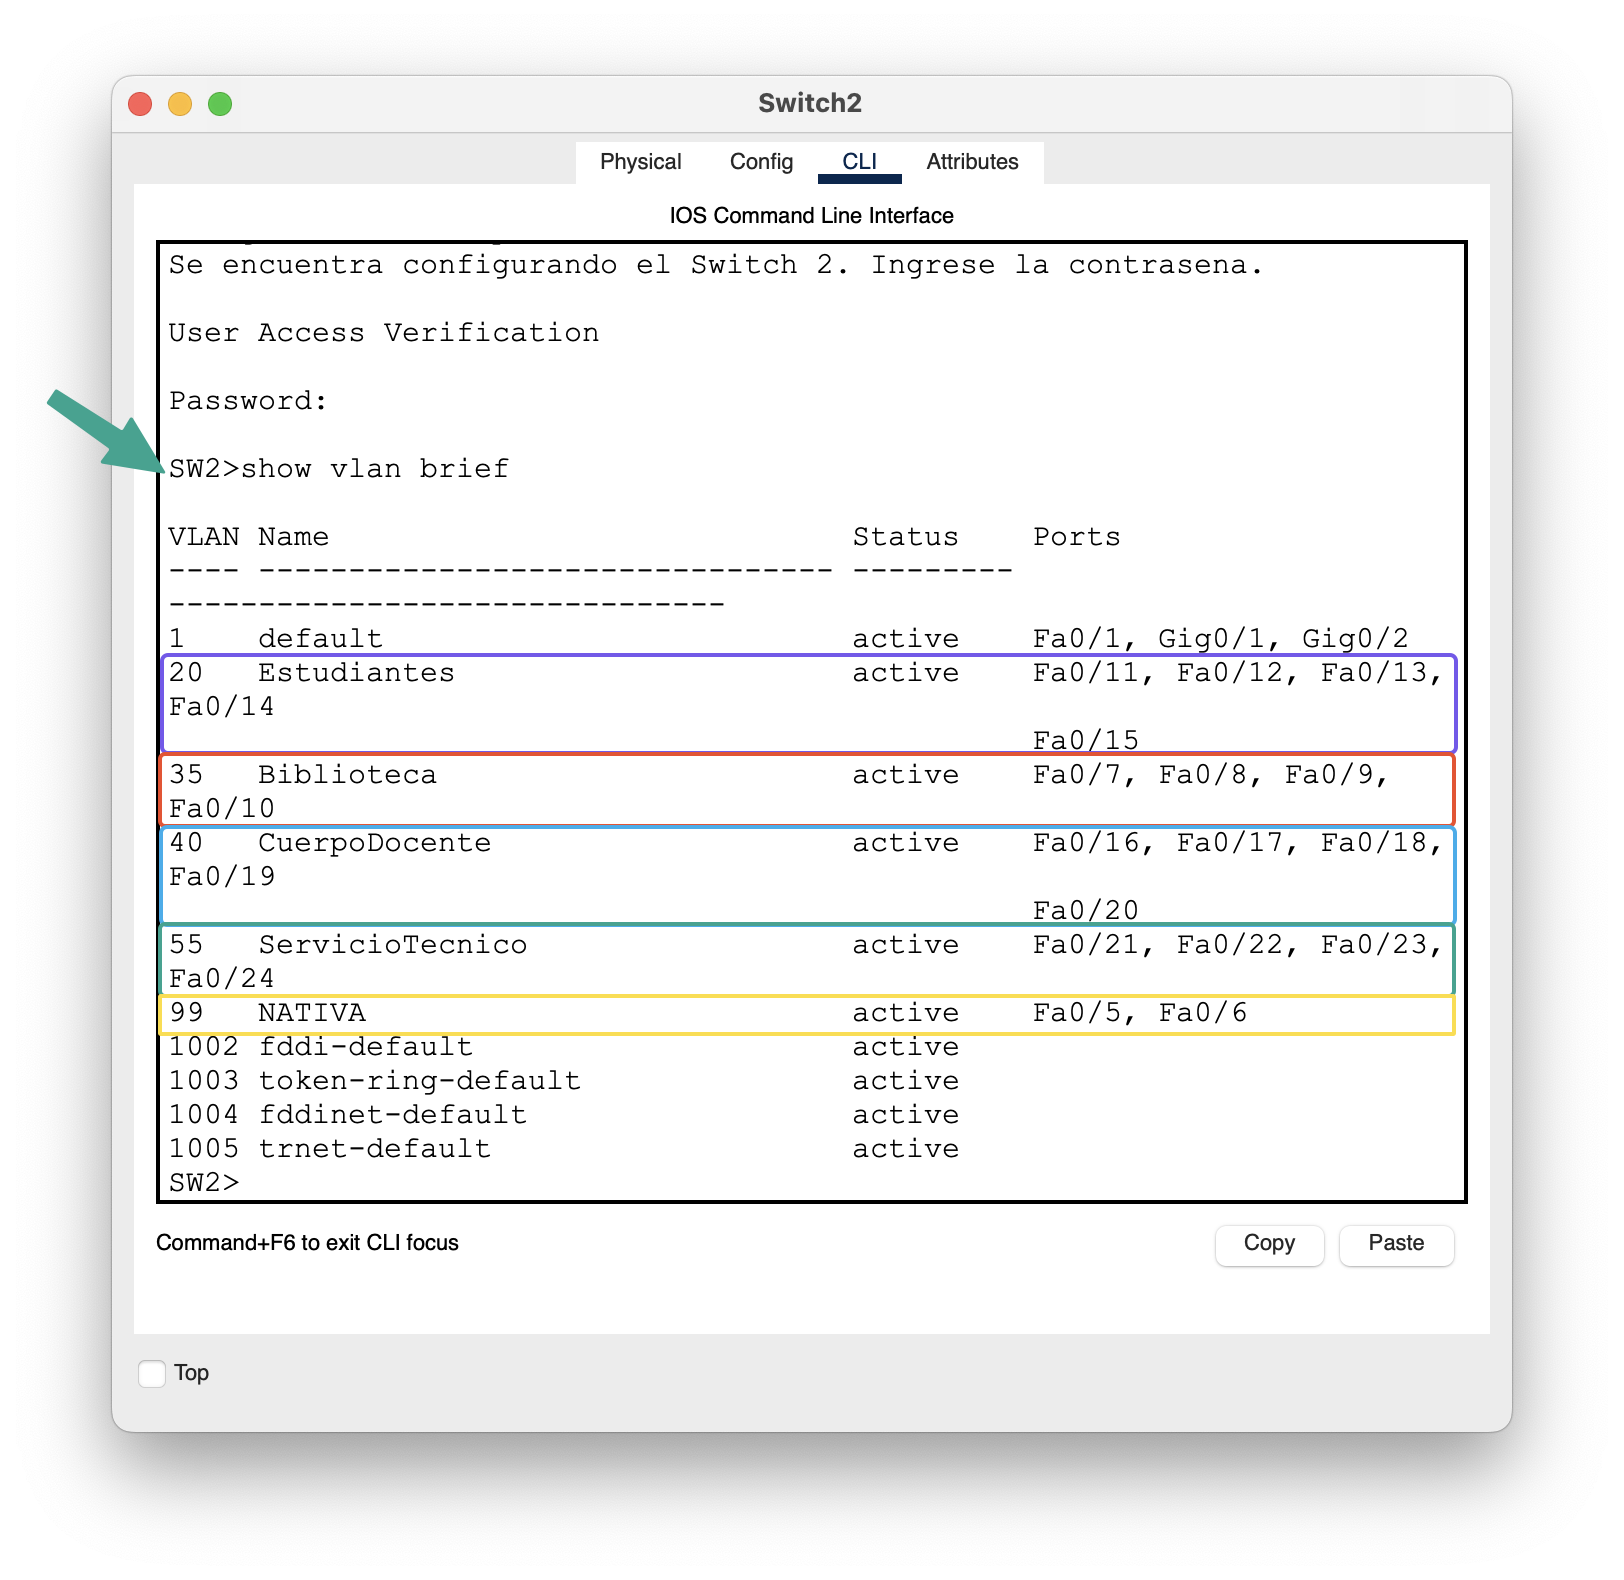 Switch2
Physical Config CLI Attributes
IOS Command Line Interface
Se encuentra configurando el Switch 2. Ingrese la contrasena.
User Access Verification
Password:
SW2>show vlan brief
VLAN Name                             Status    Ports
---- -------------------------------- ---------
-------------------------------
1    default                          active    Fa0/1, Gig0/1, Gig0/2
20   Estudiantes                      active    Fa0/11, Fa0/12, Fa0/13,
Fa0/14
                                                Fa0/15
35   Biblioteca                       active    Fa0/7, Fa0/8, Fa0/9,
Fa0/10
40   CuerpoDocente                    active    Fa0/16, Fa0/17, Fa0/18,
Fa0/19
                                                Fa0/20
55   ServicioTecnico                  active    Fa0/21, Fa0/22, Fa0/23,
Fa0/24
99   NATIVA                           active    Fa0/5, Fa0/6
1002 fddi-default                     active
1003 token-ring-default               active
1004 fddinet-default                  active
1005 trnet-default                    active
SW2>
Command+F6 to exit CLI focus
Copy Paste
Top